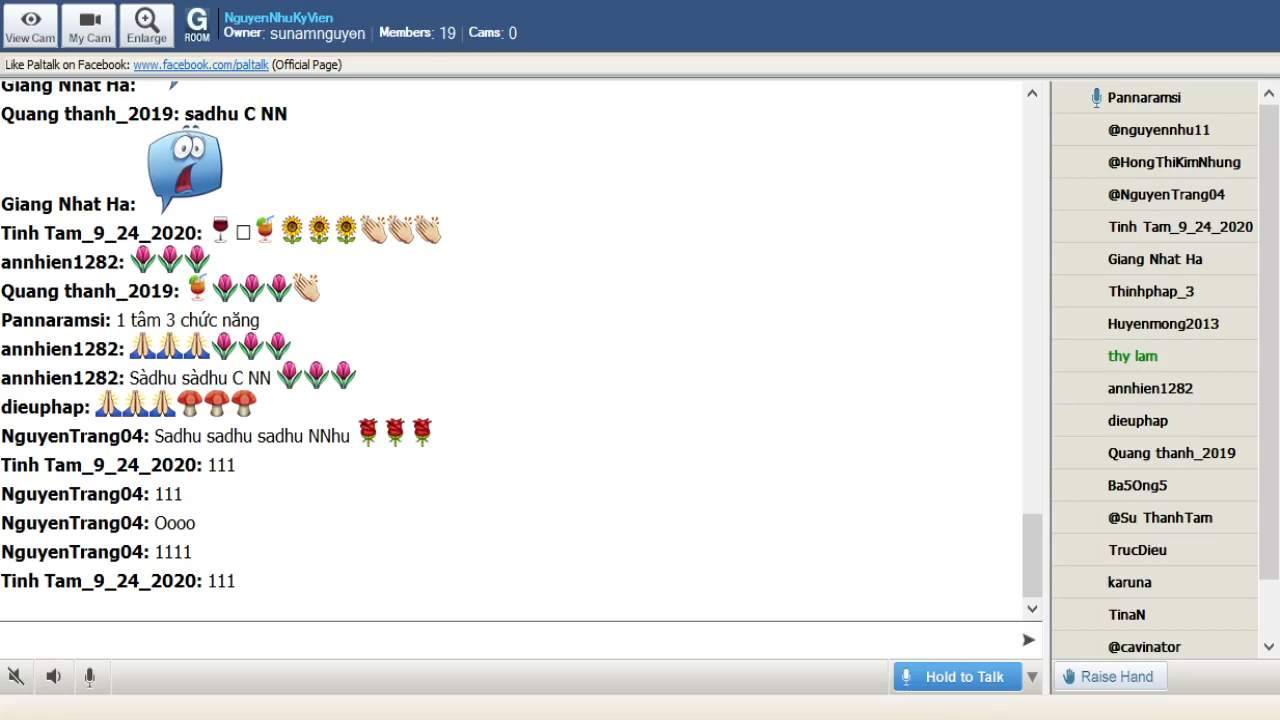 View Cam
My Cam
Enlarge
G
ROOM
NguyenNhuKyVien
Owner: sunamnguyen | Members: 19 | Cams: 0
Like Paltalk on Facebook: www.facebook.com/paltalk (Official Page)
Giang Nhat Ha:
Quang thanh_2019: sadhu C NN
Giang Nhat Ha:
Tinh Tam_9_24_2020:
annhien1282:
Quang thanh_2019:
Pannaramsi: 1 tâm 3 chức năng
annhien1282:
annhien1282: Sàdhu sàdhu C NN
dieuphap:
NguyenTrang04: Sadhu sadhu sadhu NNhu
Tinh Tam_9_24_2020: 111
NguyenTrang04: 111
NguyenTrang04: Oooo
NguyenTrang04: 1111
Tinh Tam_9_24_2020: 111
Hold to Talk
Pannaramsi
@nguyennhu11
@HongThiKimNhung
@NguyenTrang04
Tinh Tam_9_24_2020
Giang Nhat Ha
Thinhphap_3
Huyenmong2013
thy lam
annhien1282
dieuphap
Quang thanh_2019
Ba5Ong5
@Su ThanhTam
TrucDieu
karuna
TinaN
@cavinator
Raise Hand